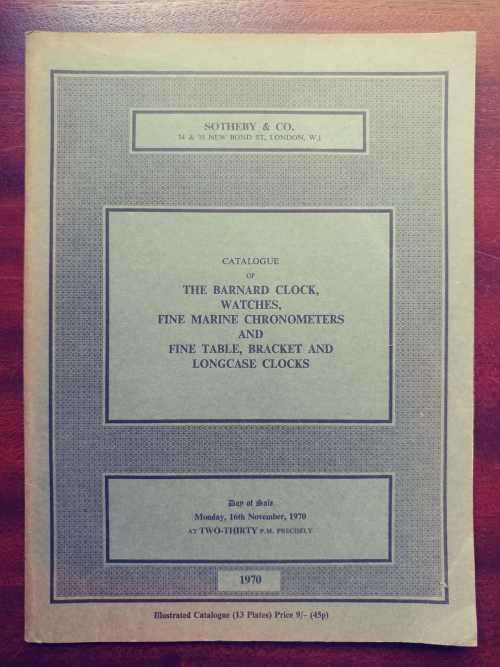 SOTHEBY & CO.
34 & 35 NEW BOND ST., LONDON, W.1
CATALOGUE
OF
THE BARNARD CLOCK,
WATCHES,
FINE MARINE CHRONOMETERS
AND
FINE TABLE, BRACKET AND
LONGCASE CLOCKS
Day of Sale
Monday, 16th November, 1970
AT TWO-THIRTY P.M. PRECISELY
1970
Illustrated Catalogue (13 Plates) Price 9/- (45p)